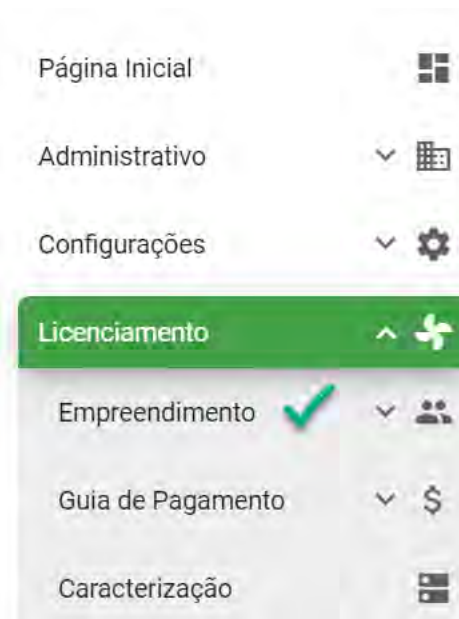 Página Inicial
Administrativo
Configurações
Licenciamento
Empreendimento
Guia de Pagamento
Caracterização